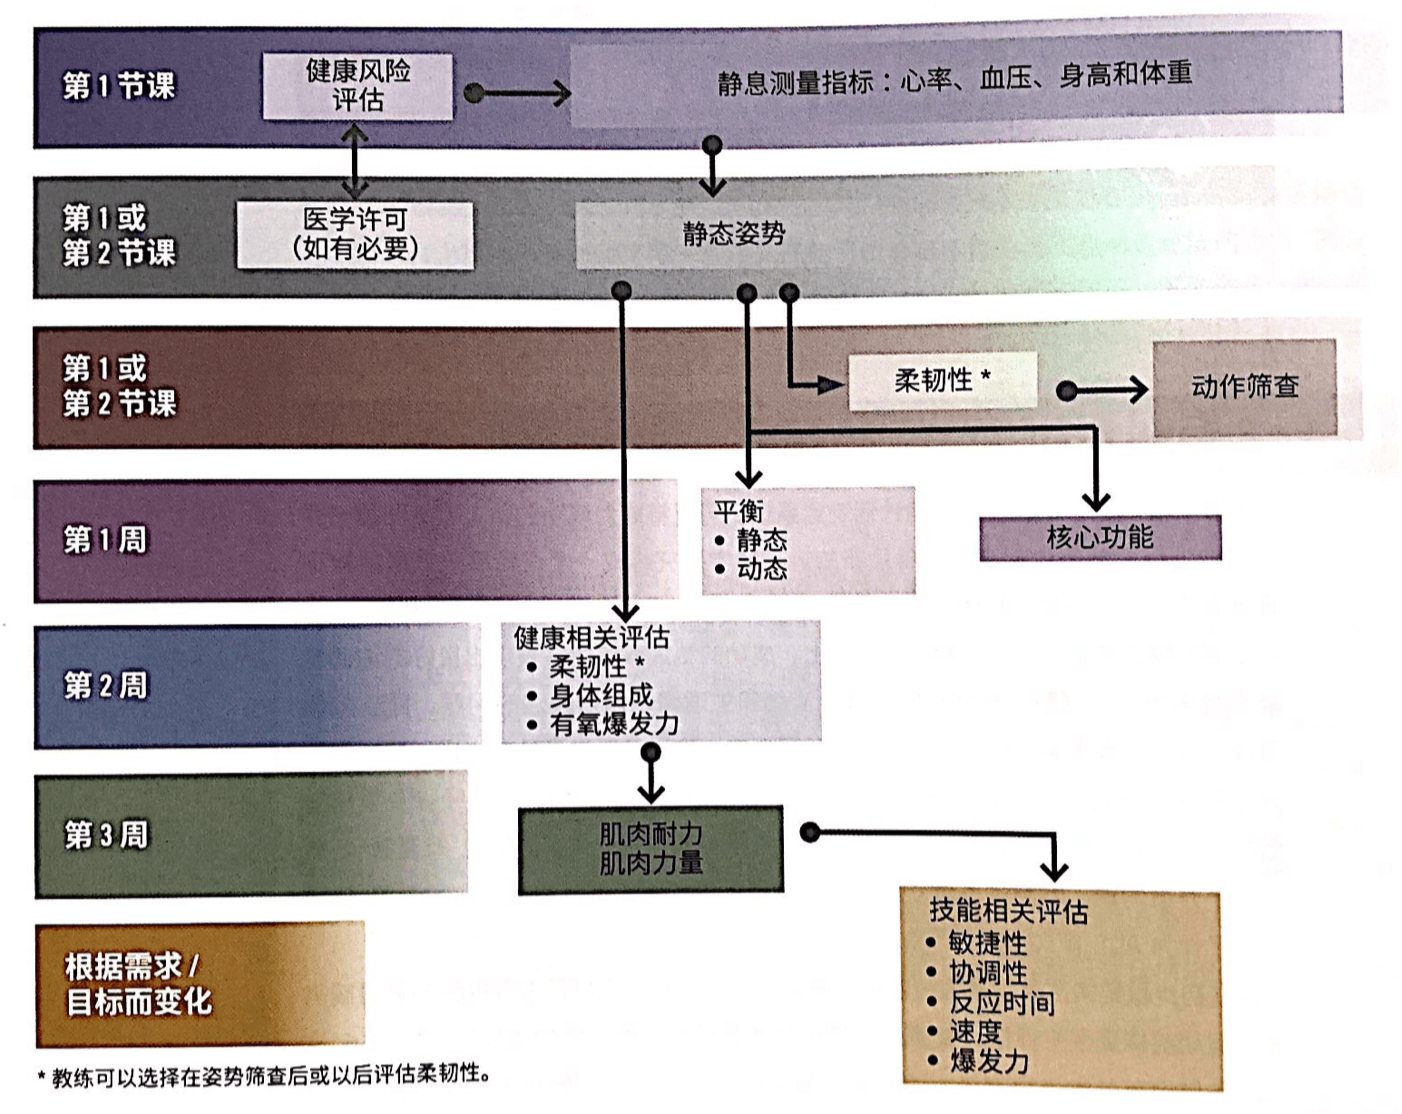 第1节课
健康风险
评估
静息测量指标：心率、血压、身高和体重
第1或
第2节课
医学许可
（如有必要）
静态姿势
第1或
第2节课
柔韧性*
动作筛查
第1周
平衡
• 静态
• 动态
核心功能
第2周
健康相关评估
• 柔韧性*
• 身体组成
• 有氧爆发力
第3周
肌肉耐力
肌肉力量
根据需求/
目标而变化
技能相关评估
• 敏捷性
• 协调性
• 反应时间
• 速度
• 爆发力
* 教练可以选择在姿势筛查后或以后评估柔韧性。